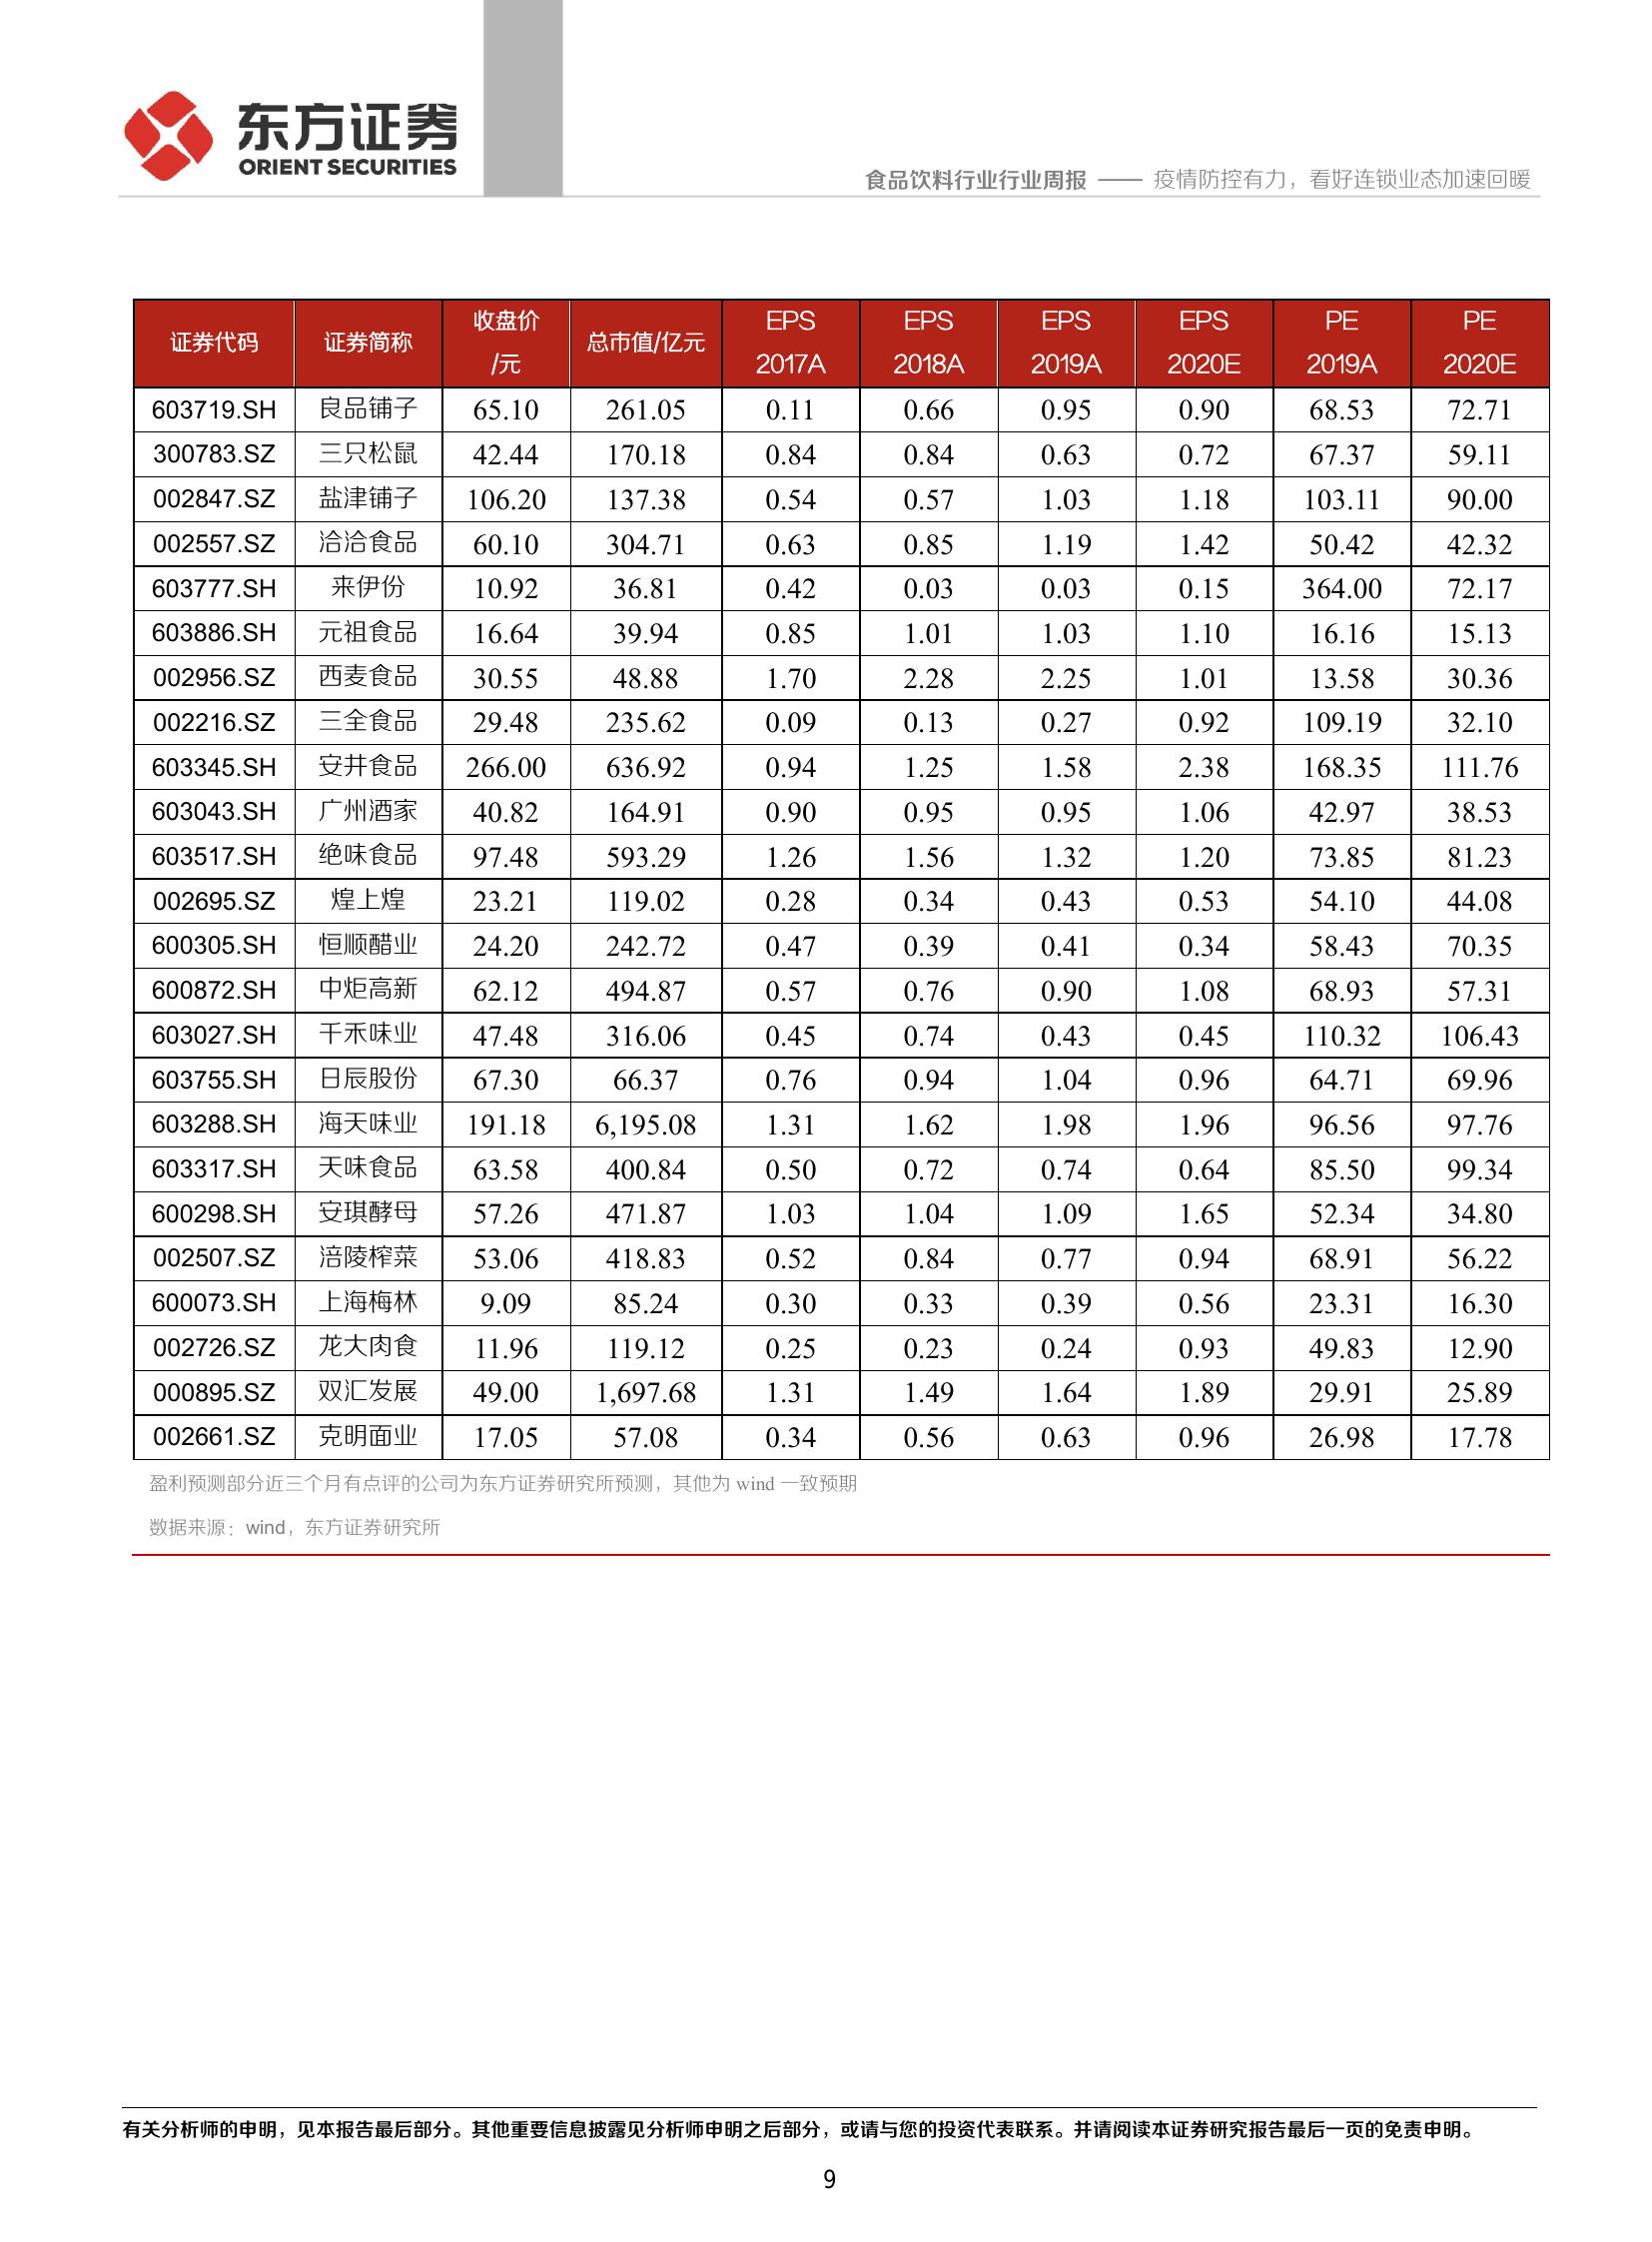 东方证券
ORIENT SECURITIES
食品饮料行业行业周报 —— 疫情防控有力，看好连锁业态加速回暖
证券代码 证券简称 收盘价/元 总市值/亿元 EPS 2017A EPS 2018A EPS 2019A EPS 2020E PE 2019A PE 2020E
603719.SH 良品铺子 65.10 261.05 0.11 0.66 0.95 0.90 68.53 72.71
300783.SZ 三只松鼠 42.44 170.18 0.84 0.84 0.63 0.72 67.37 59.11
002847.SZ 盐津铺子 106.20 137.38 0.54 0.57 1.03 1.18 103.11 90.00
002557.SZ 洽洽食品 60.10 304.71 0.63 0.85 1.19 1.42 50.42 42.32
603777.SH 来伊份 10.92 36.81 0.42 0.03 0.03 0.15 364.00 72.17
603886.SH 元祖食品 16.64 39.94 0.85 1.01 1.03 1.10 16.16 15.13
002956.SZ 西麦食品 30.55 48.88 1.70 2.28 2.25 1.01 13.58 30.36
002216.SZ 三全食品 29.48 235.62 0.09 0.13 0.27 0.92 109.19 32.10
603345.SH 安井食品 266.00 636.92 0.94 1.25 1.58 2.38 168.35 111.76
603043.SH 广州酒家 40.82 164.91 0.90 0.95 0.95 1.06 42.97 38.53
603517.SH 绝味食品 97.48 593.29 1.26 1.56 1.32 1.20 73.85 81.23
002695.SZ 煌上煌 23.21 119.02 0.28 0.34 0.43 0.53 54.10 44.08
600305.SH 恒顺醋业 24.20 242.72 0.47 0.39 0.41 0.34 58.43 70.35
600872.SH 中炬高新 62.12 494.87 0.57 0.76 0.90 1.08 68.93 57.31
603027.SH 千禾味业 47.48 316.06 0.45 0.74 0.43 0.45 110.32 106.43
603755.SH 日辰股份 67.30 66.37 0.76 0.94 1.04 0.96 64.71 69.96
603288.SH 海天味业 191.18 6,195.08 1.31 1.62 1.98 1.96 96.56 97.76
603317.SH 天味食品 63.58 400.84 0.50 0.72 0.74 0.64 85.50 99.34
600298.SH 安琪酵母 57.26 471.87 1.03 1.04 1.09 1.65 52.34 34.80
002507.SZ 涪陵榨菜 53.06 418.83 0.52 0.84 0.77 0.94 68.91 56.22
600073.SH 上海梅林 9.09 85.24 0.30 0.33 0.39 0.56 23.31 16.30
002726.SZ 龙大肉食 11.96 119.12 0.25 0.23 0.24 0.93 49.83 12.90
000895.SZ 双汇发展 49.00 1,697.68 1.31 1.49 1.64 1.89 29.91 25.89
002661.SZ 克明面业 17.05 57.08 0.34 0.56 0.63 0.96 26.98 17.78
盈利预测部分近三个月有点评的公司为东方证券研究所预测，其他为 wind 一致预期
数据来源：wind，东方证券研究所
有关分析师的申明，见本报告最后部分。其他重要信息披露见分析师申明之后部分，或请与您的投资代表联系。并请阅读本证券研究报告最后一页的免责申明。
9